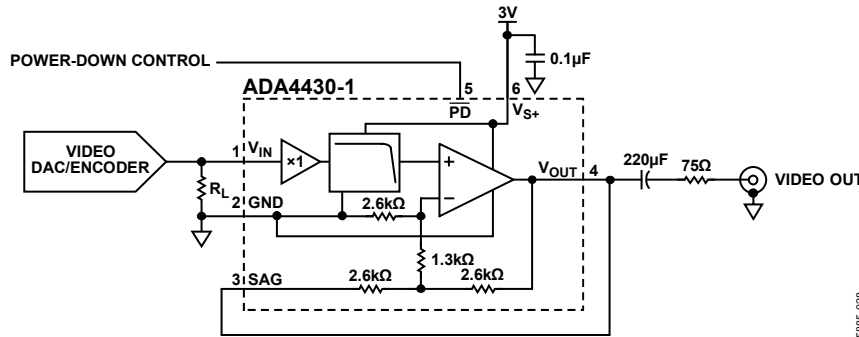 3V
POWER-DOWN CONTROL
0.1µF
ADA4430-1
5
6
PD
VS+
VIDEO
DAC/ENCODER
1
VIN
×1
RL
2
GND
2.6kΩ
+
–
VOUT
4
220µF
75Ω
VIDEO OUT
1.3kΩ
3
SAG
2.6kΩ
2.6kΩ